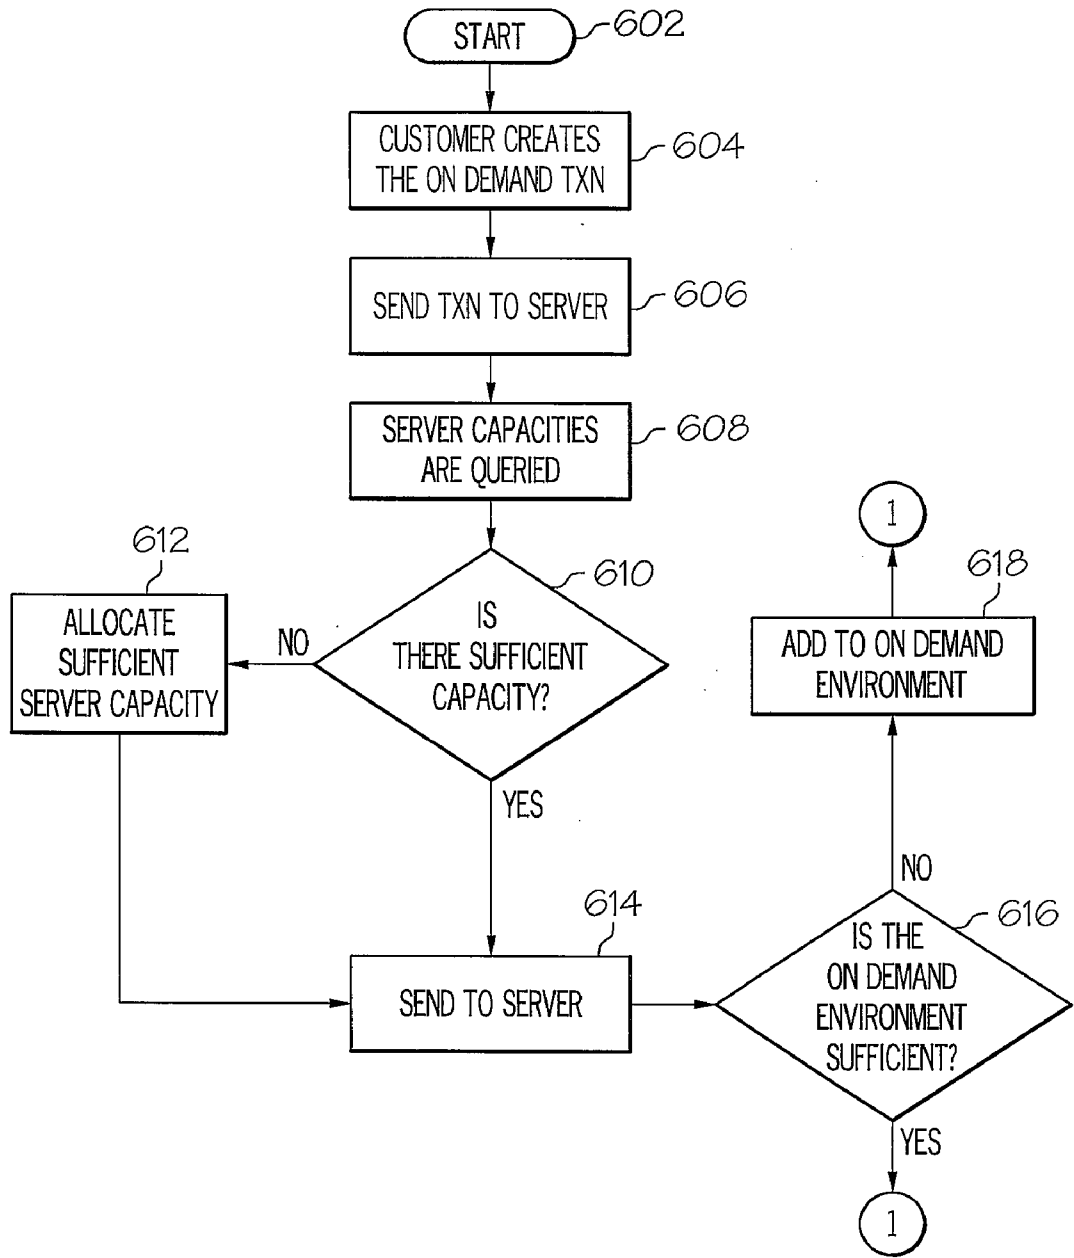 START
602
CUSTOMER CREATES
THE ON DEMAND TXN
604
SEND TXN TO SERVER
606
SERVER CAPACITIES
ARE QUERIED
608
IS
THERE SUFFICIENT
CAPACITY?
610
NO
612
ALLOCATE
SUFFICIENT
SERVER CAPACITY
YES
614
SEND TO SERVER
616
IS THE
ON DEMAND
ENVIRONMENT
SUFFICIENT?
NO
618
ADD TO ON DEMAND
ENVIRONMENT
1
YES
1